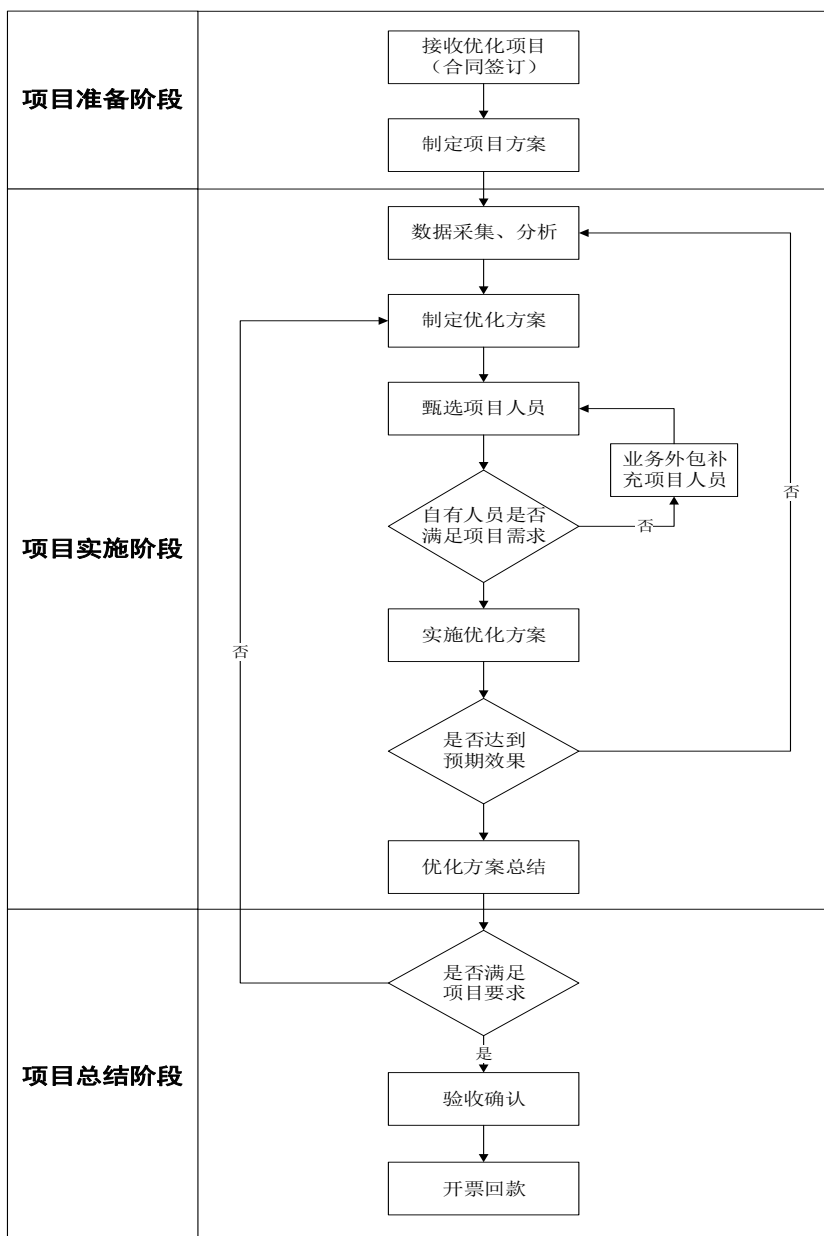 项目准备阶段
接收优化项目
（合同签订）
制定项目方案
项目实施阶段
数据采集、分析
制定优化方案
甄选项目人员
业务外包补
充项目人员
否
自有人员是否
满足项目需求
否
实施优化方案
否
是否达到
预期效果
优化方案总结
项目总结阶段
是否满足
项目要求
是
验收确认
开票回款